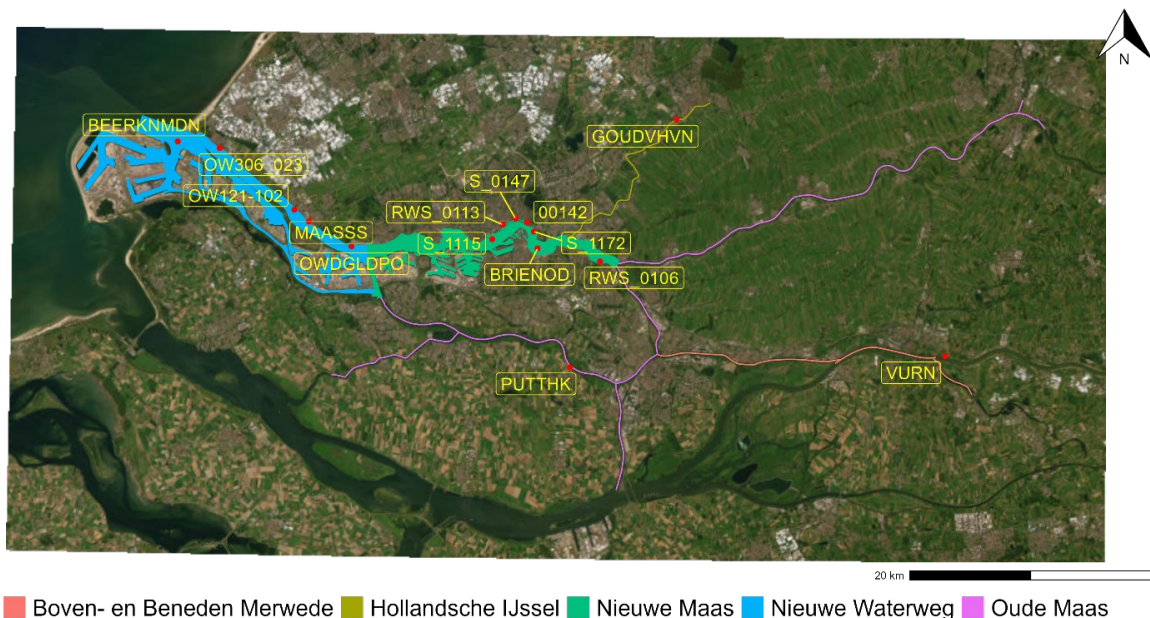 N
BEERKNMDN
GOUDVHVN
OW306_023
S_0147
OW121-102
RWS_0113
00142
MAASSS
S_1115
S_1172
OWDGLDPO
BRIENOD
RWS_0106
PUTTHK
VURN
20 km
Boven- en Beneden Merwede
Hollandsche IJssel
Nieuwe Maas
Nieuwe Waterweg
Oude Maas